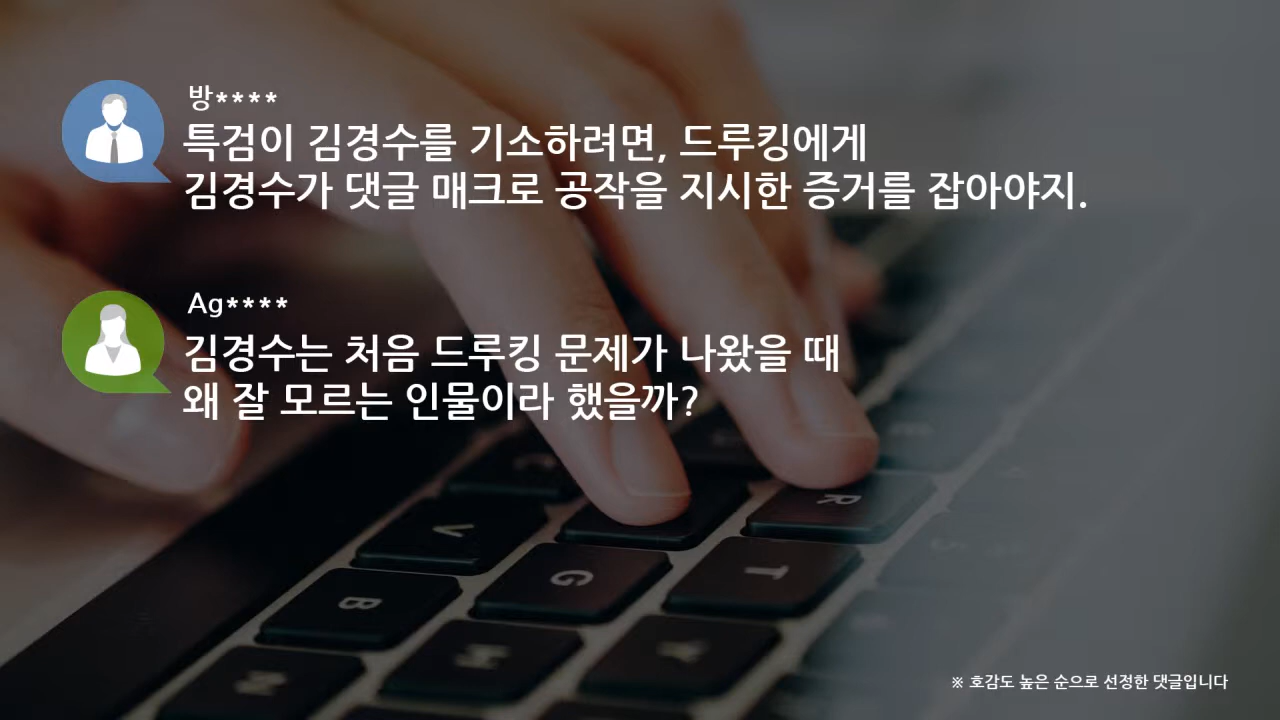 방****
특검이 김경수를 기소하려면, 드루킹에게
김경수가 댓글 매크로 공작을 지시한 증거를 잡아야지.
Ag****
김경수는 처음 드루킹 문제가 나왔을 때
왜 잘 모르는 인물이라 했을까?
R
V
G
T
B
H
Y
N
※ 호감도 높은 순으로 선정한 댓글입니다